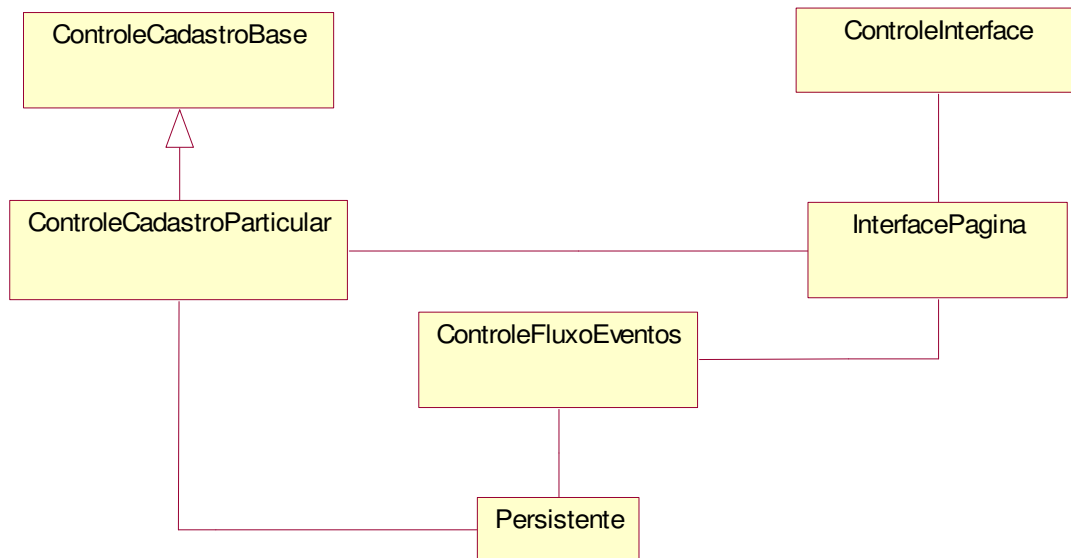 ControleCadastroBase
ControleInterface
ControleCadastroParticular
InterfacePagina
ControleFluxoEventos
Persistente